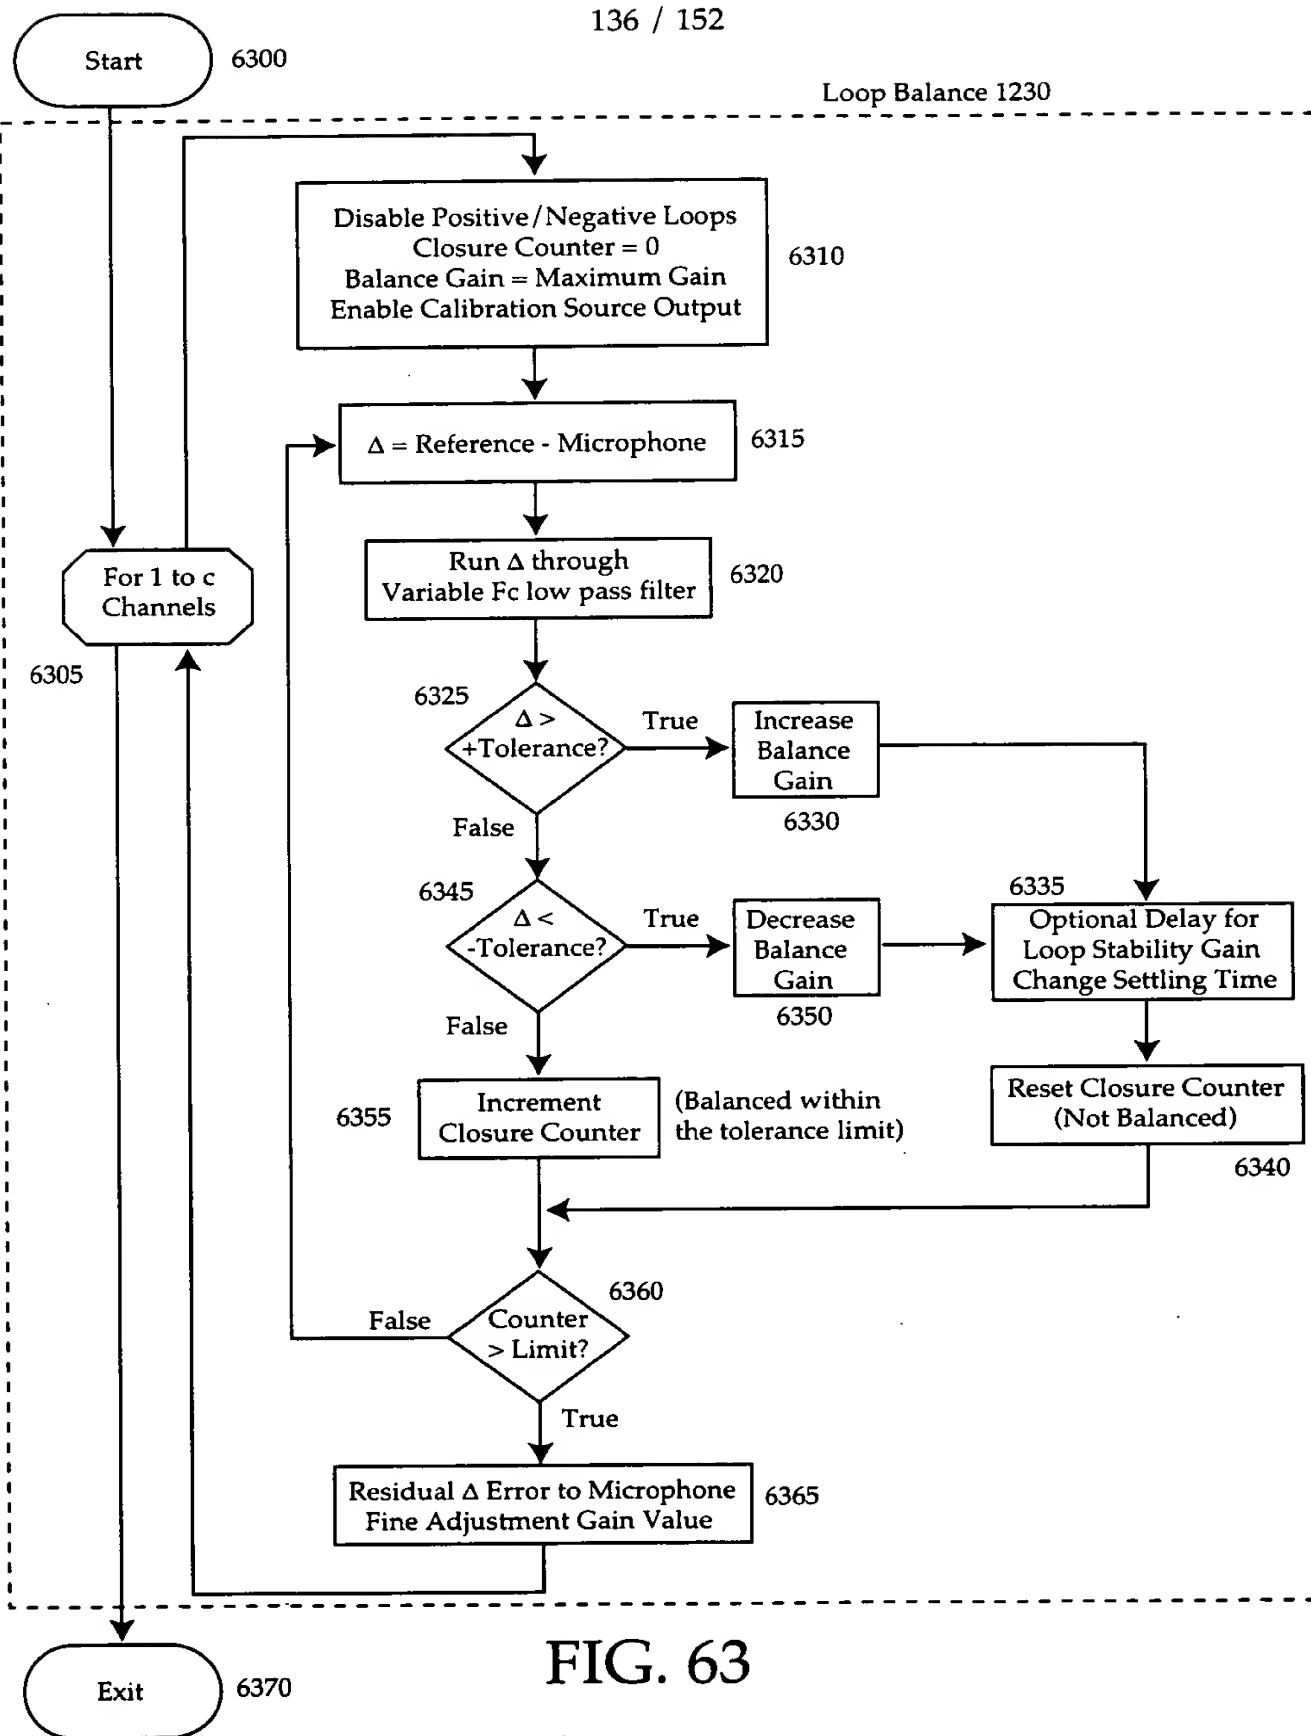 136 / 152
Start
6300
Loop Balance 1230
Disable Positive/Negative Loops
Closure Counter = 0
Balance Gain = Maximum Gain
Enable Calibration Source Output
6310
Δ = Reference - Microphone
6315
For 1 to c
Channels
6305
Run Δ through
Variable Fc low pass filter
6320
6325
Δ >
+Tolerance?
True
Increase
Balance
Gain
6330
False
6345
Δ <
-Tolerance?
True
Decrease
Balance
Gain
6350
6335
Optional Delay for
Loop Stability Gain
Change Settling Time
False
6355
Increment
Closure Counter
(Balanced within
the tolerance limit)
Reset Closure Counter
(Not Balanced)
6340
6360
Counter
> Limit?
False
True
Residual Δ Error to Microphone
Fine Adjustment Gain Value
6365
Exit
6370
FIG. 63